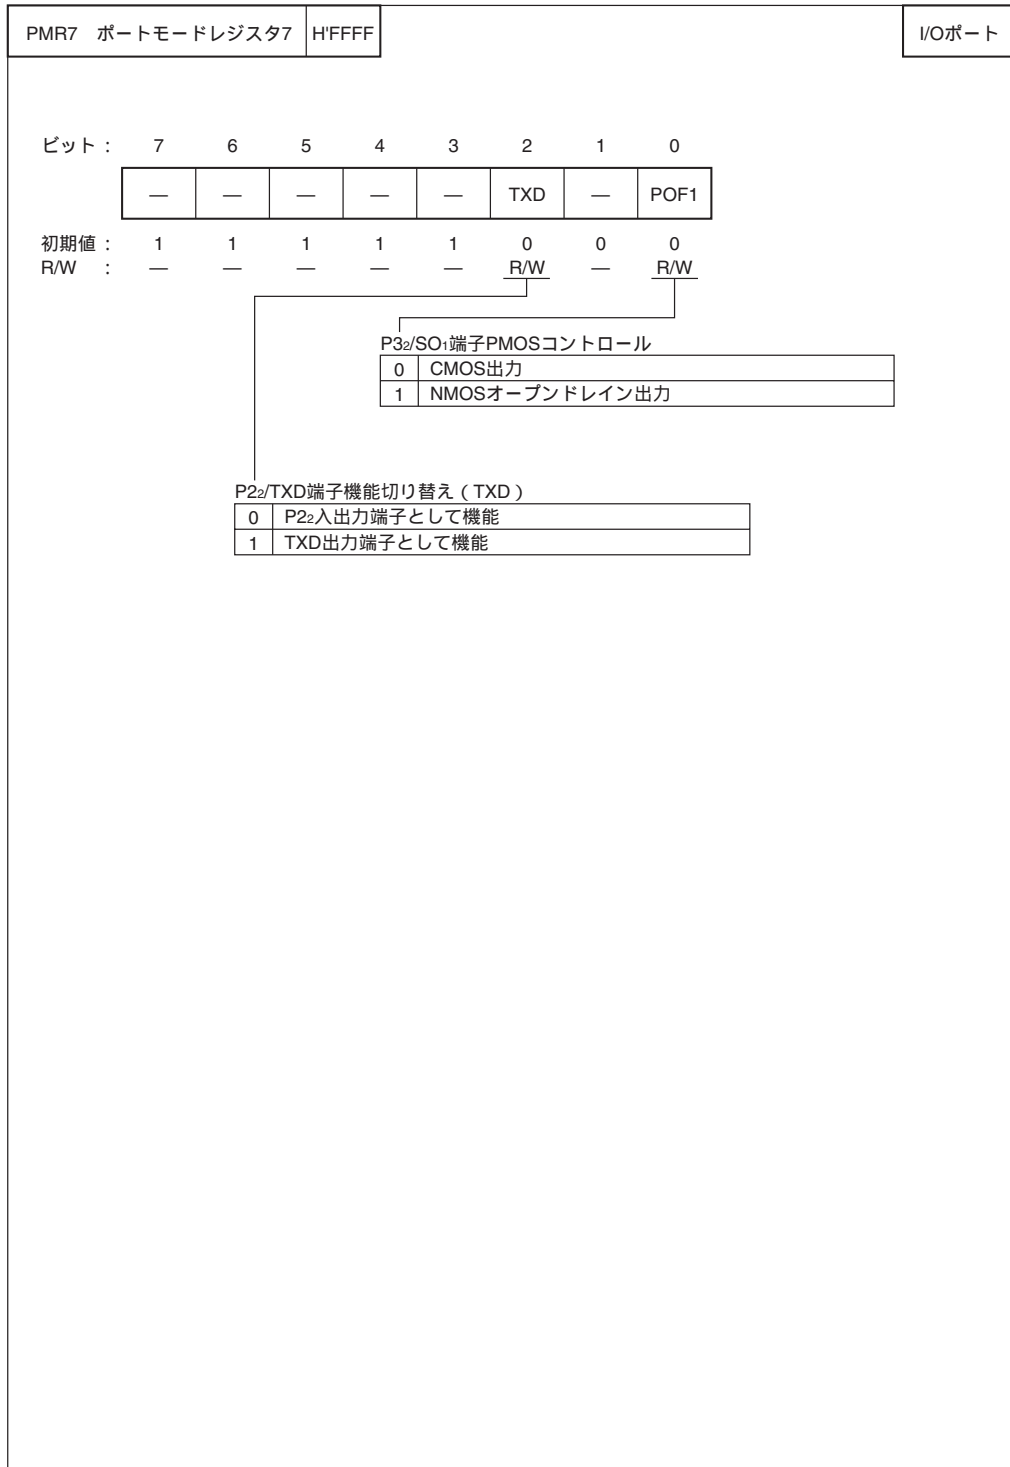 PMR7 ポートモードレジスタ7 H'FFFF I/Oポート
ビット : 7 6 5 4 3 2 1 0
— — — — — TXD — POF1
初期値 : 1 1 1 1 1 0 0 0
R/W : — — — — — R/W — R/W
P3₂/SO₁端子PMOSコントロール
0 CMOS出力
1 NMOSオープンドレイン出力
P2₂/TXD端子機能切り替え(TXD)
0 P2₂入出力端子として機能
1 TXD出力端子として機能